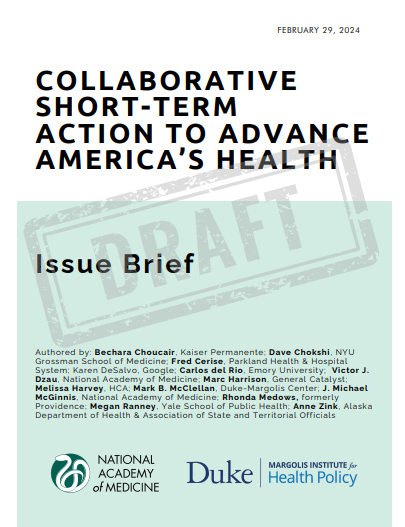 FEBRUARY 29, 2024
COLLABORATIVE
SHORT-TERM
ACTION TO ADVANCE
AMERICA'S HEALTH
DRAFT
Issue Brief
Authored by: Bechara Choucair, Kaiser Permanente; Dave Chokshi, NYU
Grossman School of Medicine; Fred Cerise, Parkland Health & Hospital
System; Karen DeSalvo, Google; Carlos del Rio, Emory University; Victor J.
Dzau, National Academy of Medicine; Marc Harrison, General Catalyst;
Melissa Harvey, HCA; Mark B. McClellan, Duke-Margolis Center; J. Michael
McGinnis, National Academy of Medicine; Rhonda Medows, formerly
Providence; Megan Ranney, Yale School of Public Health; Anne Zink, Alaska
Department of Health & Association of State and Territorial Officials
NATIONAL
ACADEMY
of MEDICINE
Duke
MARGOLIS INSTITUTE for
Health Policy